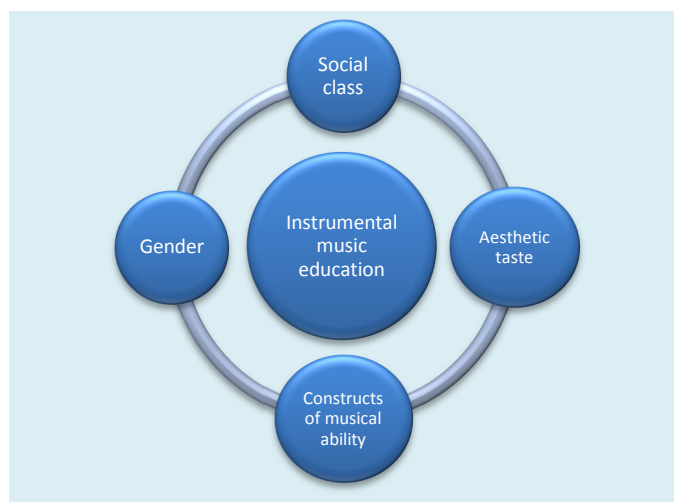 Social
class
Instrumental
music
education
Gender
Aesthetic
taste
Constructs
of musical
ability